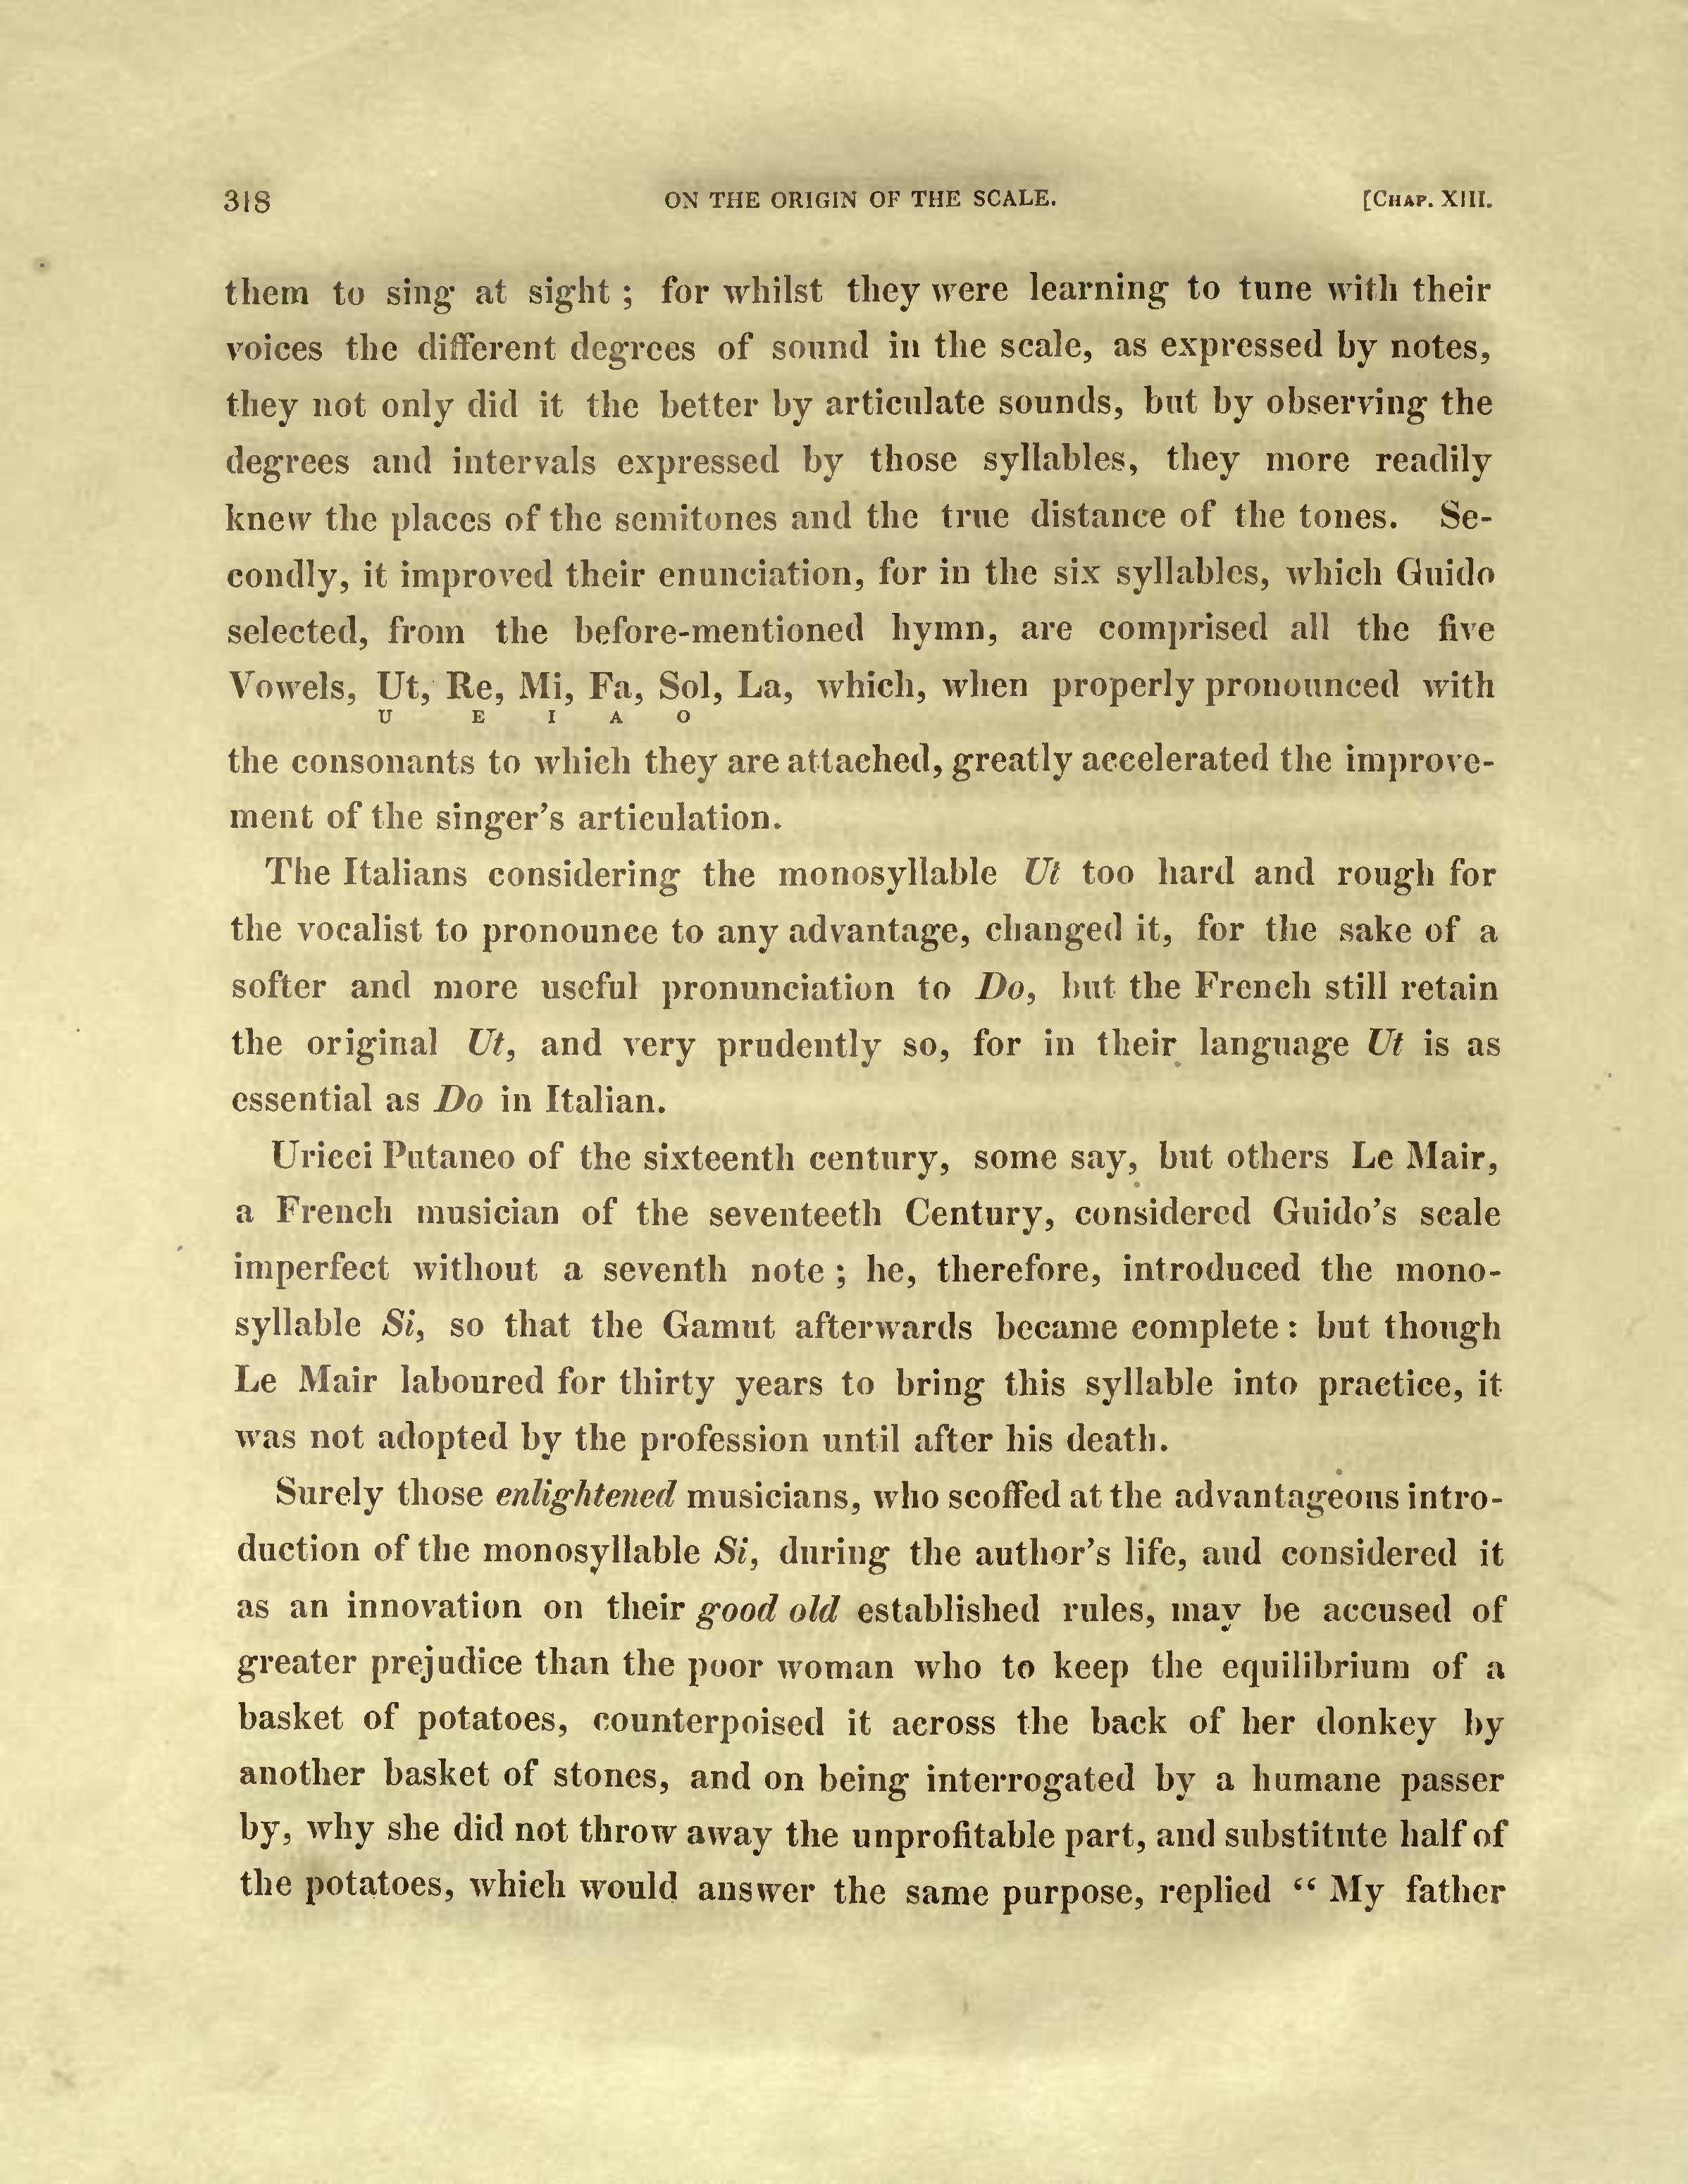 318 ON THE ORIGIN OF THE SCALE. [CHAP. XIII.
them to sing at sight ; for whilst they were learning to tune with their
voices the different degrees of sound in the scale, as expressed by notes,
they not only did it the better by articulate sounds, but by observing the
degrees and intervals expressed by those syllables, they more readily
knew the places of the semitones and the true distance of the tones. Se-
condly, it improved their enunciation, for in the six syllables, which Guido
selected, from the before-mentioned hymn, are comprised all the five
Vowels, Ut, Re, Mi, Fa, Sol, La, which, when properly pronounced with
U E I A O
the consonants to which they are attached, greatly accelerated the improve-
ment of the singer's articulation.
The Italians considering the monosyllable Ut too hard and rough for
the vocalist to pronounce to any advantage, changed it, for the sake of a
softer and more useful pronunciation to Do, but the French still retain
the original Ut, and very prudently so, for in their language Ut is as
essential as Do in Italian.
Uricci Putaneo of the sixteenth century, some say, but others Le Mair,
a French musician of the seventeeth Century, considered Guido's scale
imperfect without a seventh note ; he, therefore, introduced the mono-
syllable Si, so that the Gamut afterwards became complete : but though
Le Mair laboured for thirty years to bring this syllable into practice, it
was not adopted by the profession until after his death.
Surely those enlightened musicians, who scoffed at the advantageous intro-
duction of the monosyllable Si, during the author's life, and considered it
as an innovation on their good old established rules, may be accused of
greater prejudice than the poor woman who to keep the equilibrium of a
basket of potatoes, counterpoised it across the back of her donkey by
another basket of stones, and on being interrogated by a humane passer
by, why she did not throw away the unprofitable part, and substitute half of
the potatoes, which would answer the same purpose, replied “ My father